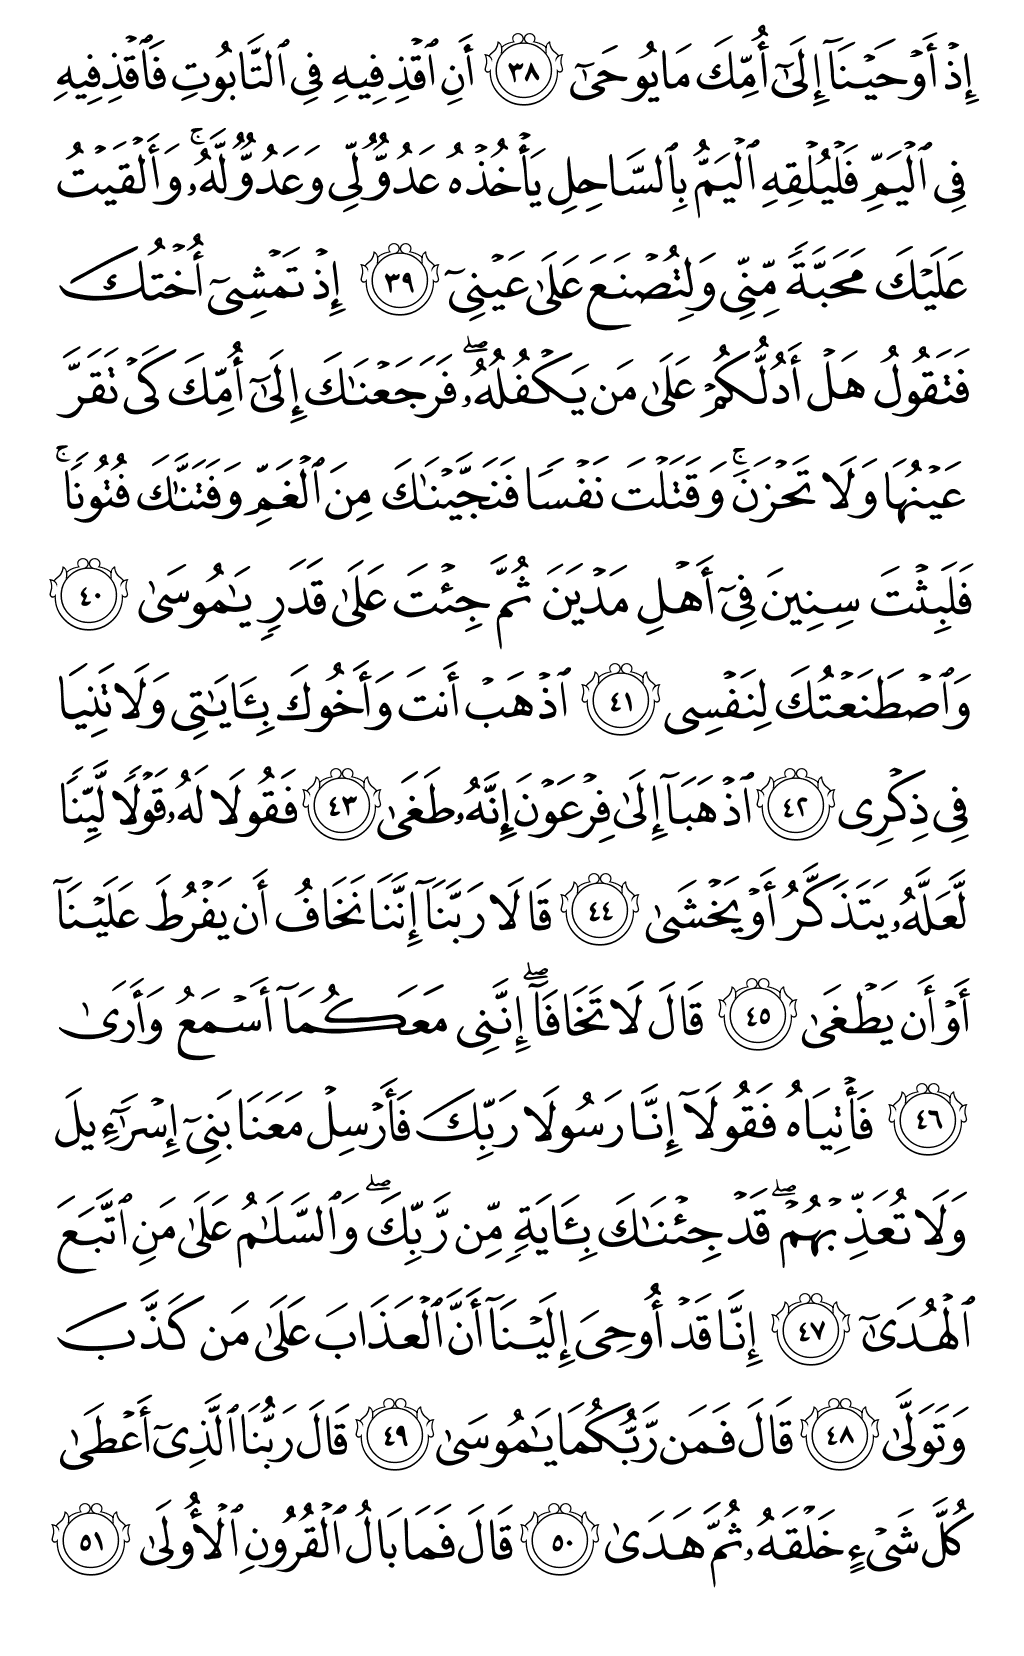 إِذۡ أَوۡحَيۡنَآ إِلَىٰٓ أُمِّكَ مَا يُوحَىٰٓ ٣٨ أَنِ ٱقۡذِفِيهِ فِي ٱلتَّابُوتِ فَٱقۡذِفِيهِ
فِي ٱلۡيَمِّ فَلۡيُلۡقِهِ ٱلۡيَمُّ بِٱلسَّاحِلِ يَأۡخُذۡهُ عَدُوّٞ لِّي وَعَدُوّٞ لَّهُۥۚ وَأَلۡقَيۡتُ
عَلَيۡكَ مَحَبَّةٗ مِّنِّي وَلِتُصۡنَعَ عَلَىٰ عَيۡنِيٓ ٣٩ إِذۡ تَمۡشِيٓ أُخۡتُكَ
فَتَقُولُ هَلۡ أَدُلُّكُمۡ عَلَىٰ مَن يَكۡفُلُهُۥۖ فَرَجَعۡنَٰكَ إِلَىٰٓ أُمِّكَ كَيۡ تَقَرَّ
عَيۡنُهَا وَلَا تَحۡزَنَۚ وَقَتَلۡتَ نَفۡسٗا فَنَجَّيۡنَٰكَ مِنَ ٱلۡغَمِّ وَفَتَنَّٰكَ فُتُونٗاۚ
فَلَبِثۡتَ سِنِينَ فِيٓ أَهۡلِ مَدۡيَنَ ثُمَّ جِئۡتَ عَلَىٰ قَدَرٖ يَٰمُوسَىٰ ٤٠
وَٱصۡطَنَعۡتُكَ لِنَفۡسِي ٤١ ٱذۡهَبۡ أَنتَ وَأَخُوكَ بِـَٔايَٰتِي وَلَا تَنِيَا
فِي ذِكۡرِي ٤٢ ٱذۡهَبَآ إِلَىٰ فِرۡعَوۡنَ إِنَّهُۥ طَغَىٰ ٤٣ فَقُولَا لَهُۥ قَوۡلٗا لَّيِّنٗا
لَّعَلَّهُۥ يَتَذَكَّرُ أَوۡ يَخۡشَىٰ ٤٤ قَالَا رَبَّنَآ إِنَّنَا نَخَافُ أَن يَفۡرُطَ عَلَيۡنَآ
أَوۡ أَن يَطۡغَىٰ ٤٥ قَالَ لَا تَخَافَآۖ إِنَّنِي مَعَكُمَآ أَسۡمَعُ وَأَرَىٰ
٤٦ فَأۡتِيَاهُ فَقُولَآ إِنَّا رَسُولَا رَبِّكَ فَأَرۡسِلۡ مَعَنَا بَنِيٓ إِسۡرَٰٓءِيلَ
وَلَا تُعَذِّبۡهُمۡۖ قَدۡ جِئۡنَٰكَ بِـَٔايَةٖ مِّن رَّبِّكَۖ وَٱلسَّلَٰمُ عَلَىٰ مَنِ ٱتَّبَعَ
ٱلۡهُدَىٰٓ ٤٧ إِنَّا قَدۡ أُوحِيَ إِلَيۡنَآ أَنَّ ٱلۡعَذَابَ عَلَىٰ مَن كَذَّبَ
وَتَوَلَّىٰ ٤٨ قَالَ فَمَن رَّبُّكُمَا يَٰمُوسَىٰ ٤٩ قَالَ رَبُّنَا ٱلَّذِيٓ أَعۡطَىٰ
كُلَّ شَيۡءٍ خَلۡقَهُۥ ثُمَّ هَدَىٰ ٥٠ قَالَ فَمَا بَالُ ٱلۡقُرُونِ ٱلۡأُولَىٰ ٥١